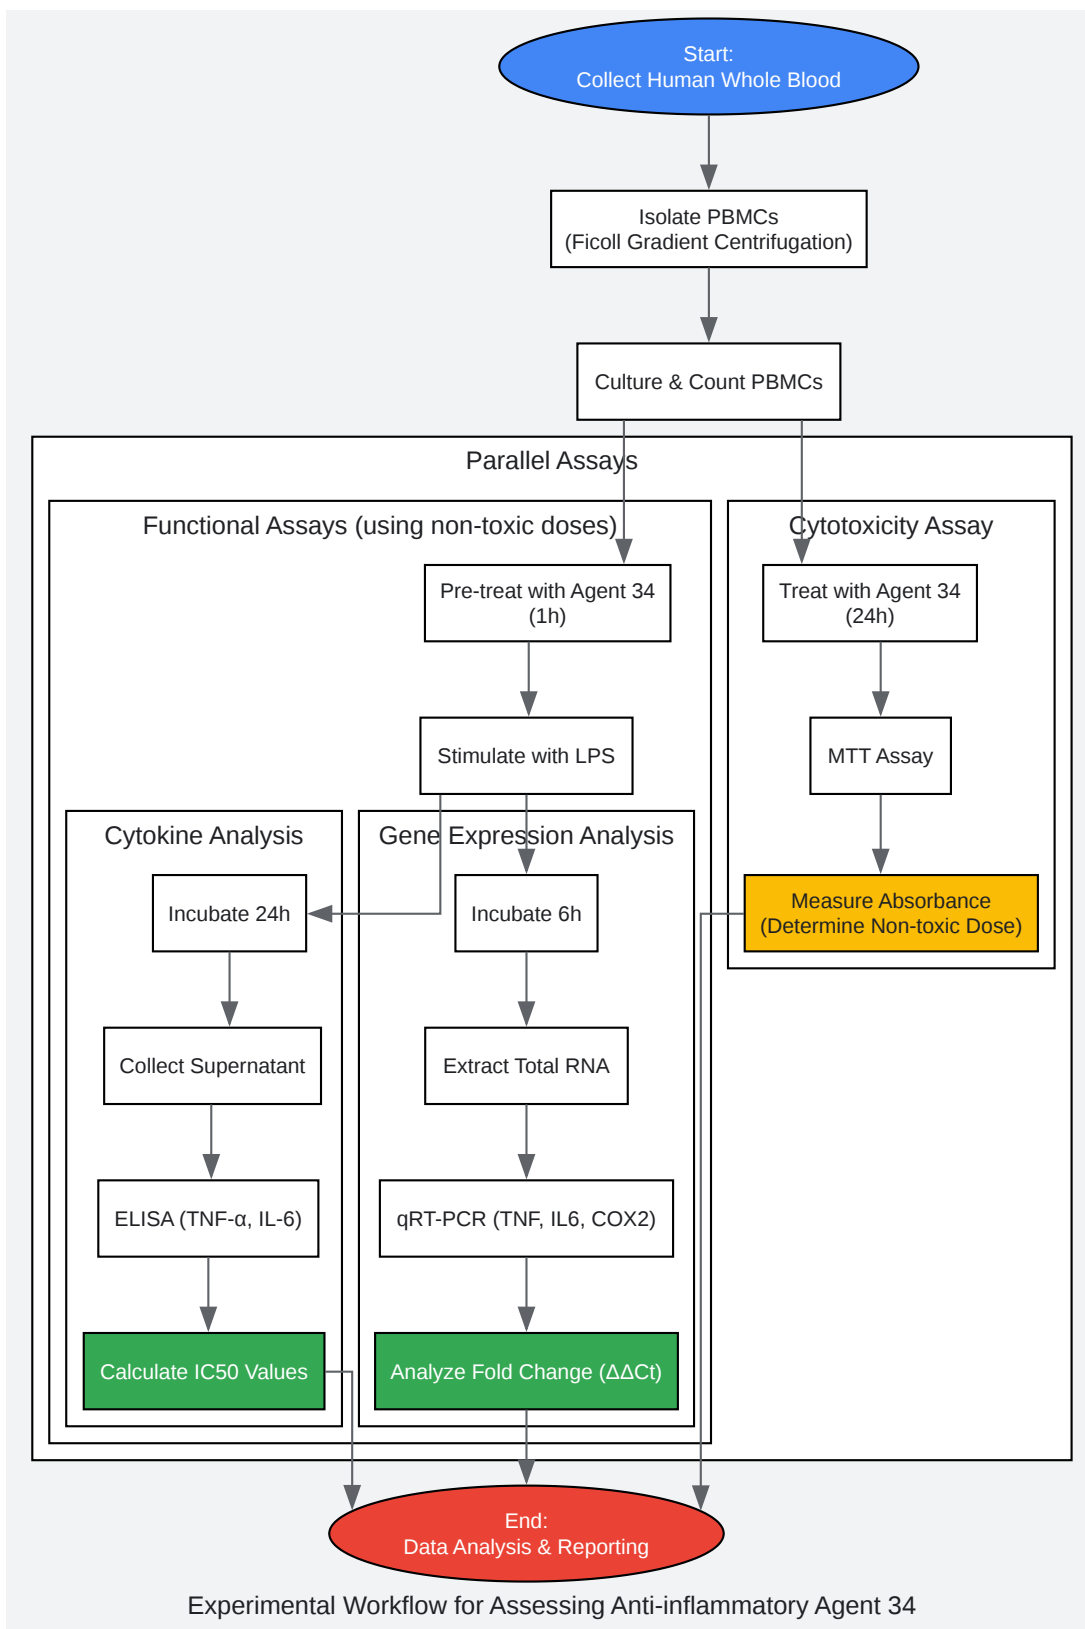 Start:
Collect Human Whole Blood
Isolate PBMCs
(Ficoll Gradient Centrifugation)
Culture & Count PBMCs
Parallel Assays
Functional Assays (using non-toxic doses)
Pre-treat with Agent 34
(1h)
Stimulate with LPS
Cytokine Analysis
Incubate 24h
Collect Supernatant
ELISA (TNF-α, IL-6)
Calculate IC50 Values
Gene Expression Analysis
Incubate 6h
Extract Total RNA
qRT-PCR (TNF, IL6, COX2)
Analyze Fold Change (ΔΔCt)
Cytotoxicity Assay
Treat with Agent 34
(24h)
MTT Assay
Measure Absorbance
(Determine Non-toxic Dose)
End:
Data Analysis & Reporting
Experimental Workflow for Assessing Anti-inflammatory Agent 34